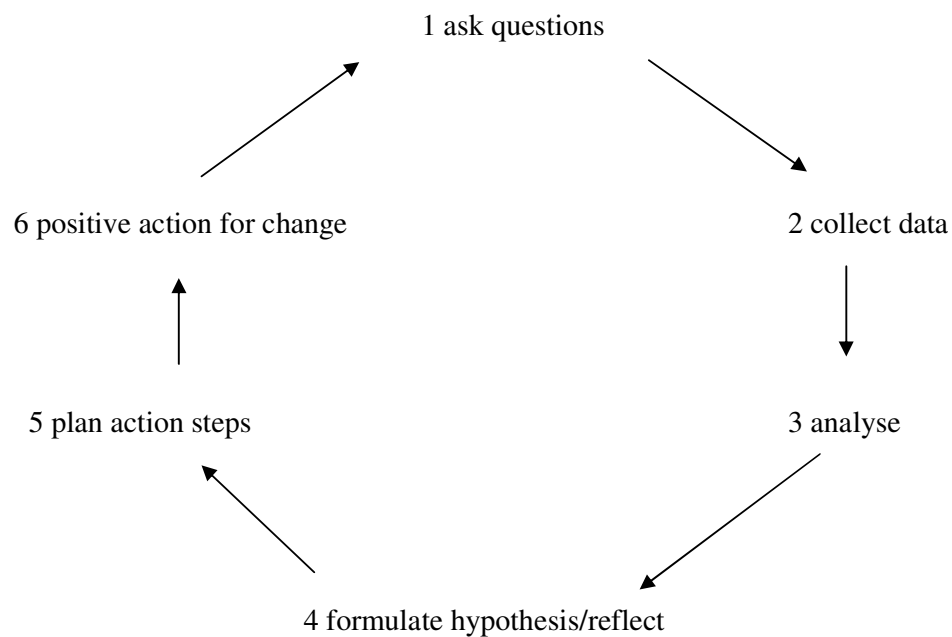 1 ask questions
2 collect data
3 analyse
4 formulate hypothesis/reflect
5 plan action steps
6 positive action for change